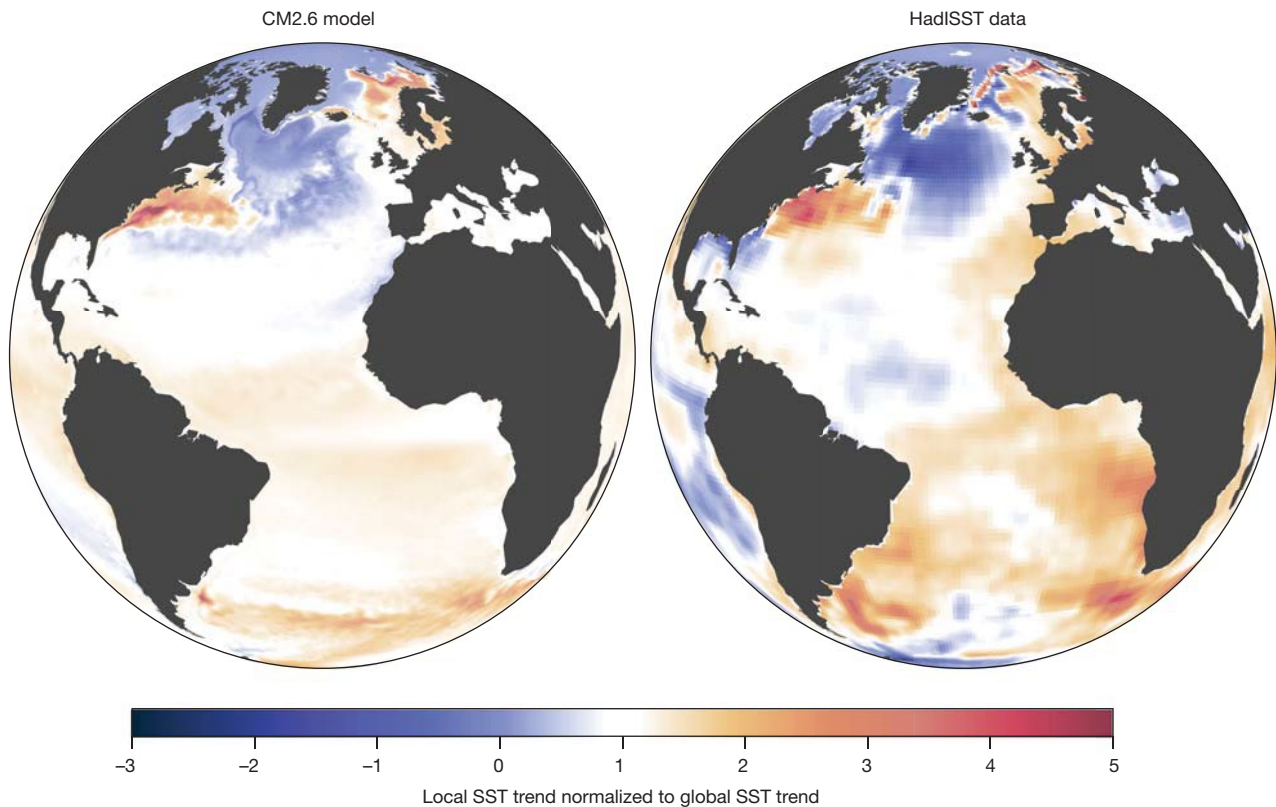 CM2.6 model
HadISST data
–3 –2 –1 0 1 2 3 4 5
Local SST trend normalized to global SST trend